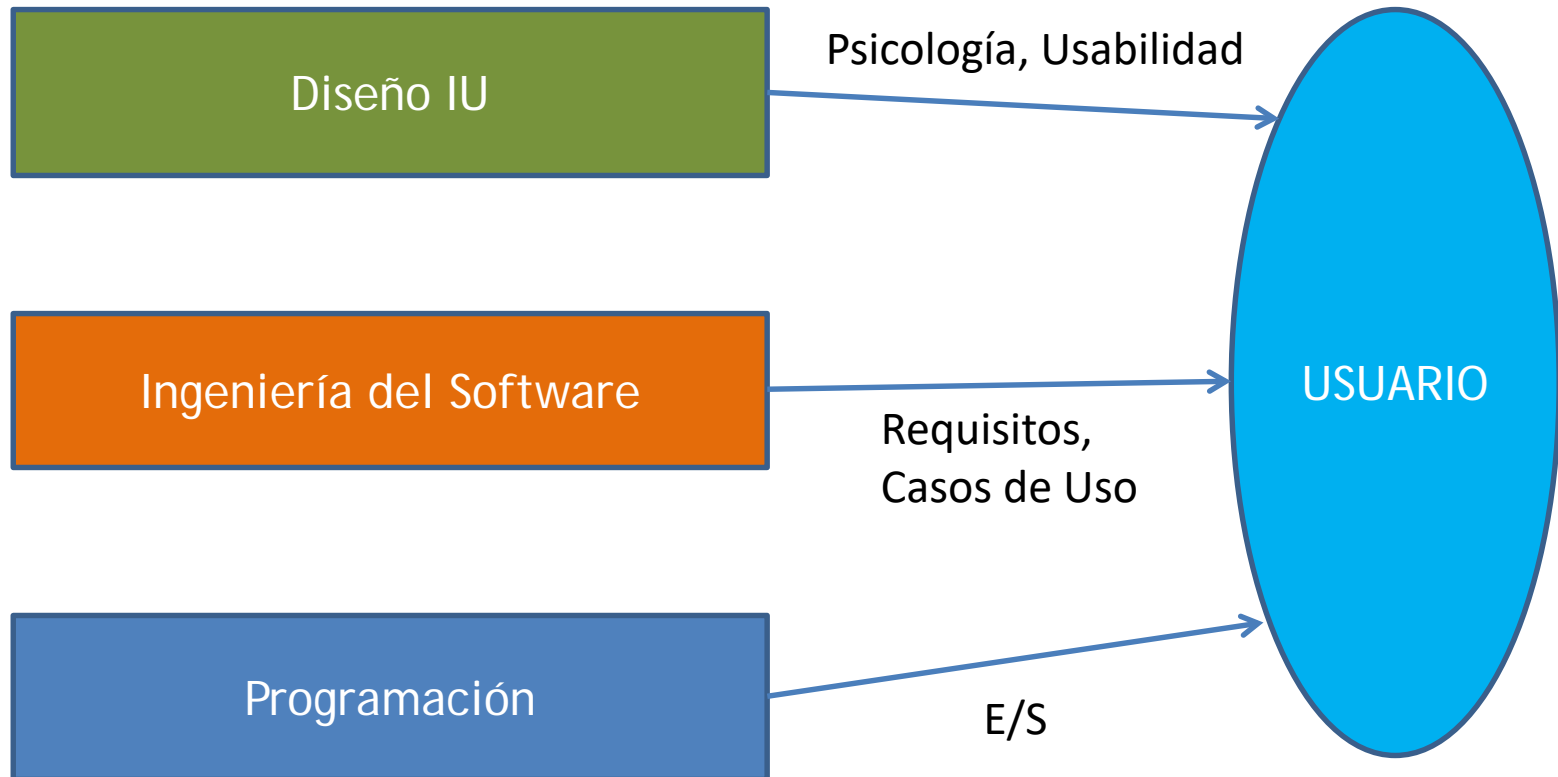 Psicología, Usabilidad
Diseño IU
Ingeniería del Software
USUARIO
Requisitos,
Casos de Uso
Programación
E/S